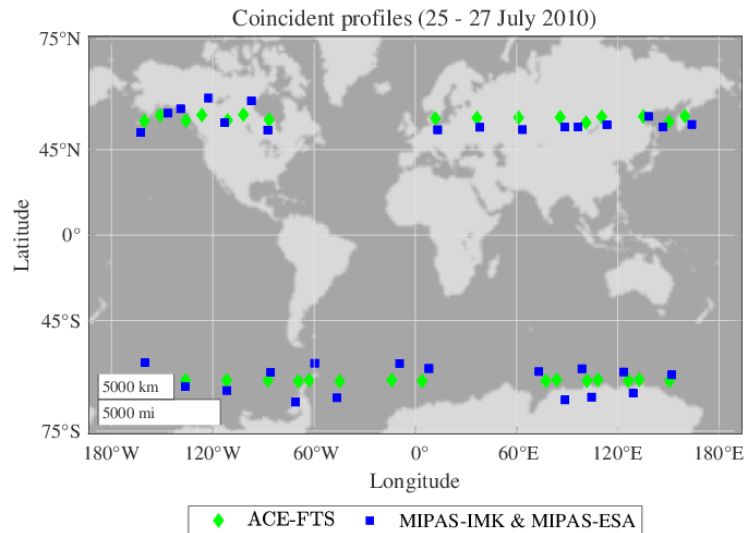 Coincident profiles (25 - 27 July 2010)
75°N
45°N
0°
45°S
75°S
Latitude
5000 km
5000 mi
180°W 120°W 60°W 0° 60°E 120°E 180°E
Longitude
ACE-FTS MIPAS-IMK & MIPAS-ESA